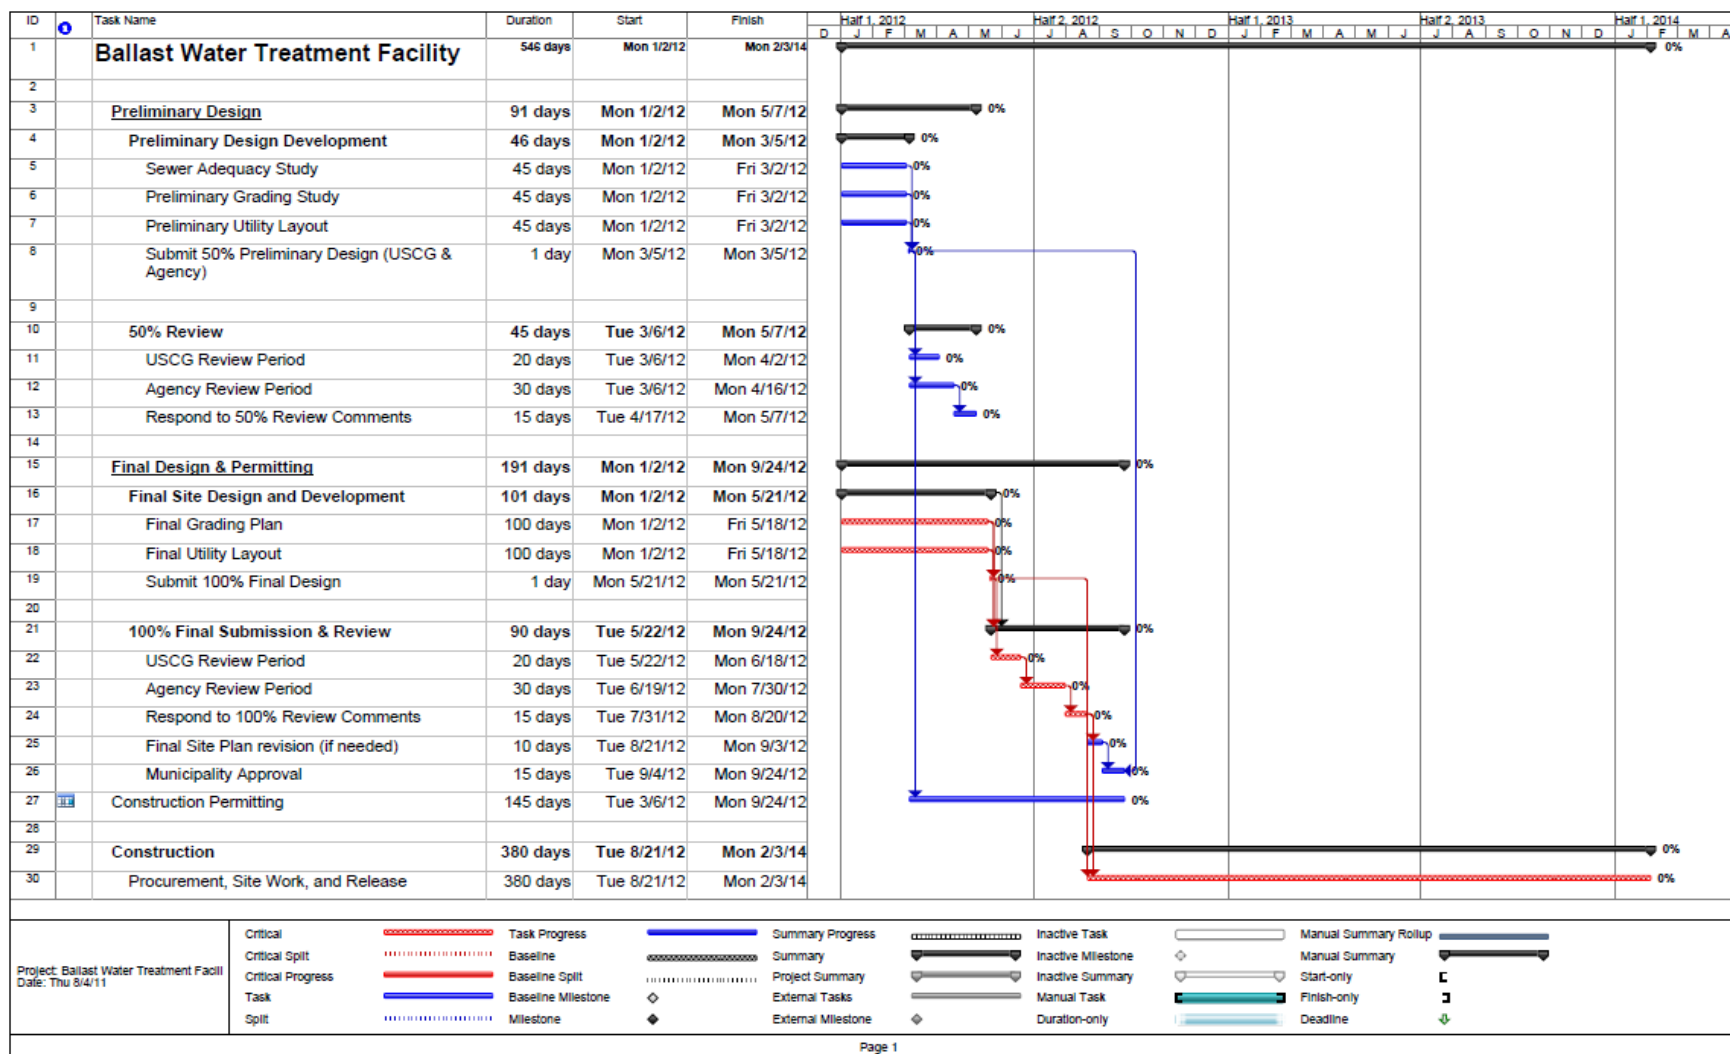 ID Task Name Duration Start Finish Half 1, 2012 Half 2, 2012 Half 1, 2013 Half 2, 2013 Half 1, 2014
D J F M A M J J A S O N D J F M A M J J A S O N D J F M A
1 Ballast Water Treatment Facility 546 days Mon 1/2/12 Mon 2/3/14 0%
2
3 Preliminary Design 91 days Mon 1/2/12 Mon 5/7/12 0%
4 Preliminary Design Development 46 days Mon 1/2/12 Mon 3/5/12 0%
5 Sewer Adequacy Study 45 days Mon 1/2/12 Fri 3/2/12 0%
6 Preliminary Grading Study 45 days Mon 1/2/12 Fri 3/2/12 0%
7 Preliminary Utility Layout 45 days Mon 1/2/12 Fri 3/2/12 0%
8 Submit 50% Preliminary Design (USCG & 1 day Mon 3/5/12 Mon 3/5/12 0%
Agency)
9
10 50% Review 45 days Tue 3/6/12 Mon 5/7/12 0%
11 USCG Review Period 20 days Tue 3/6/12 Mon 4/2/12 0%
12 Agency Review Period 30 days Tue 3/6/12 Mon 4/16/12 0%
13 Respond to 50% Review Comments 15 days Tue 4/17/12 Mon 5/7/12 0%
14
15 Final Design & Permitting 191 days Mon 1/2/12 Mon 9/24/12 0%
16 Final Site Design and Development 101 days Mon 1/2/12 Mon 5/21/12 0%
17 Final Grading Plan 100 days Mon 1/2/12 Fri 5/18/12 0%
18 Final Utility Layout 100 days Mon 1/2/12 Fri 5/18/12 0%
19 Submit 100% Final Design 1 day Mon 5/21/12 Mon 5/21/12 0%
20
21 100% Final Submission & Review 90 days Tue 5/22/12 Mon 9/24/12 0%
22 USCG Review Period 20 days Tue 5/22/12 Mon 6/18/12 0%
23 Agency Review Period 30 days Tue 6/19/12 Mon 7/30/12 0%
24 Respond to 100% Review Comments 15 days Tue 7/31/12 Mon 8/20/12 0%
25 Final Site Plan revision (if needed) 10 days Tue 8/21/12 Mon 9/3/12 0%
26 Municipality Approval 15 days Tue 9/4/12 Mon 9/24/12 0%
27 Construction Permitting 145 days Tue 3/6/12 Mon 9/24/12 0%
28
29 Construction 380 days Tue 8/21/12 Mon 2/3/14 0%
30 Procurement, Site Work, and Release 380 days Tue 8/21/12 Mon 2/3/14 0%
Project: Ballast Water Treatment Facili
Date: Thu 8/4/11
Critical Task Progress Summary Progress Inactive Task Manual Summary Rollup
Critical Split Baseline Summary Inactive Milestone Manual Summary
Critical Progress Baseline Split Project Summary Inactive Summary Start-only
Task Baseline Milestone External Tasks Manual Task Finish-only
Split Milestone External Milestone Duration-only Deadline
Page 1